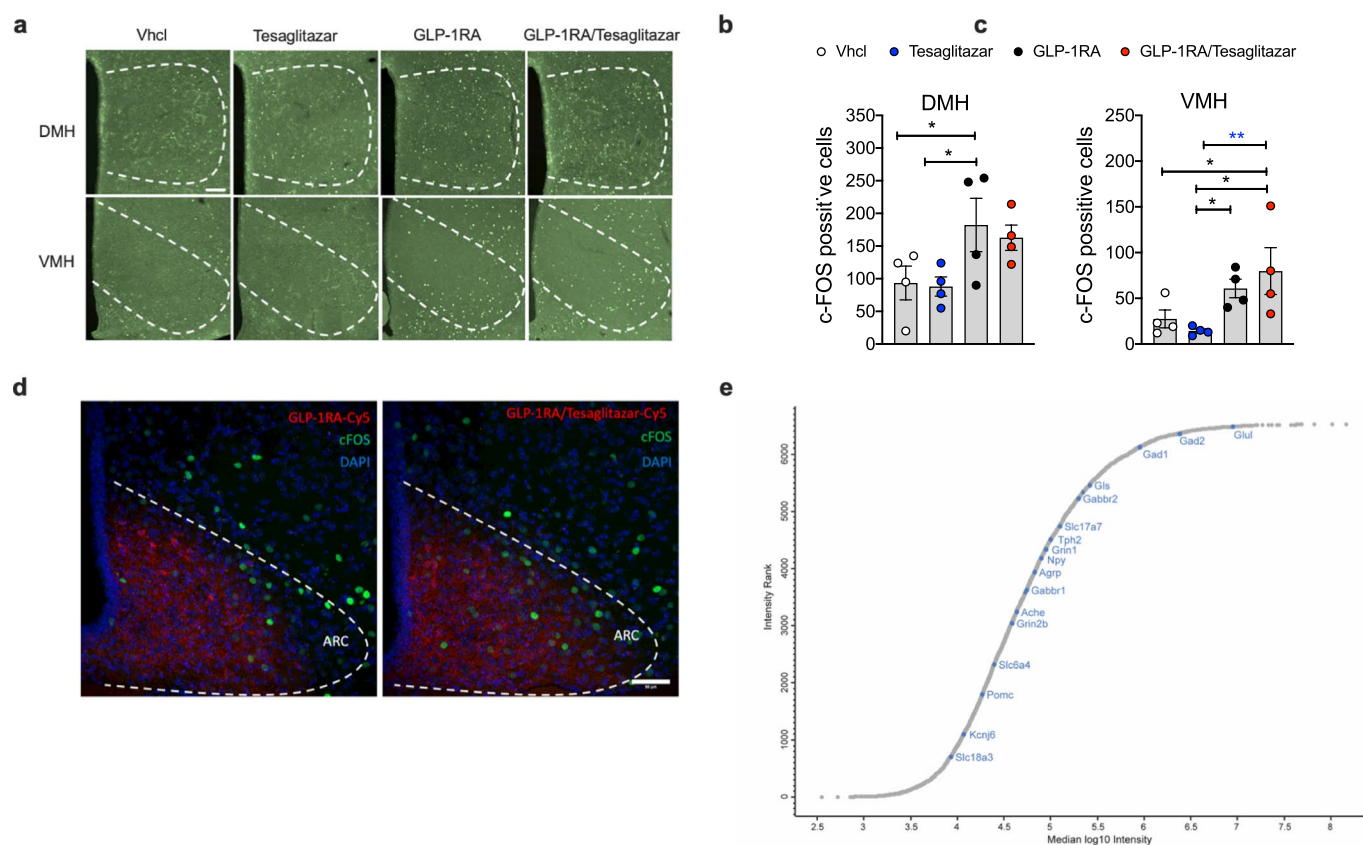 a
Vhcl Tesaglitazar GLP-1RA GLP-1RA/Tesaglitazar
DMH
VMH
b
c
Vhcl Tesaglitazar GLP-1RA GLP-1RA/Tesaglitazar
DMH
c-FOS possitive cells
350
300
250
200
150
100
50
0
*
*
VMH
c-FOS positive cells
250
200
150
100
50
0
**
*
*
*
d
GLP-1RA-Cy5
cFOS
DAPI
ARC
GLP-1RA/Tesaglitazar-Cy5
cFOS
DAPI
ARC
e
Intensity Rank
6000
5000
4000
3000
2000
1000
0
Glul
Gad2
Gad1
Gls
Gabbr2
Slc17a7
Tph2
Grin1
Npy
Agrp
Gabbr1
Ache
Grin2b
Slc6a4
Pomc
Kcnj6
Slc18a3
2.5 3 3.5 4 4.5 5 5.5 6 6.5 7 7.5 8
Median log10 Intensity